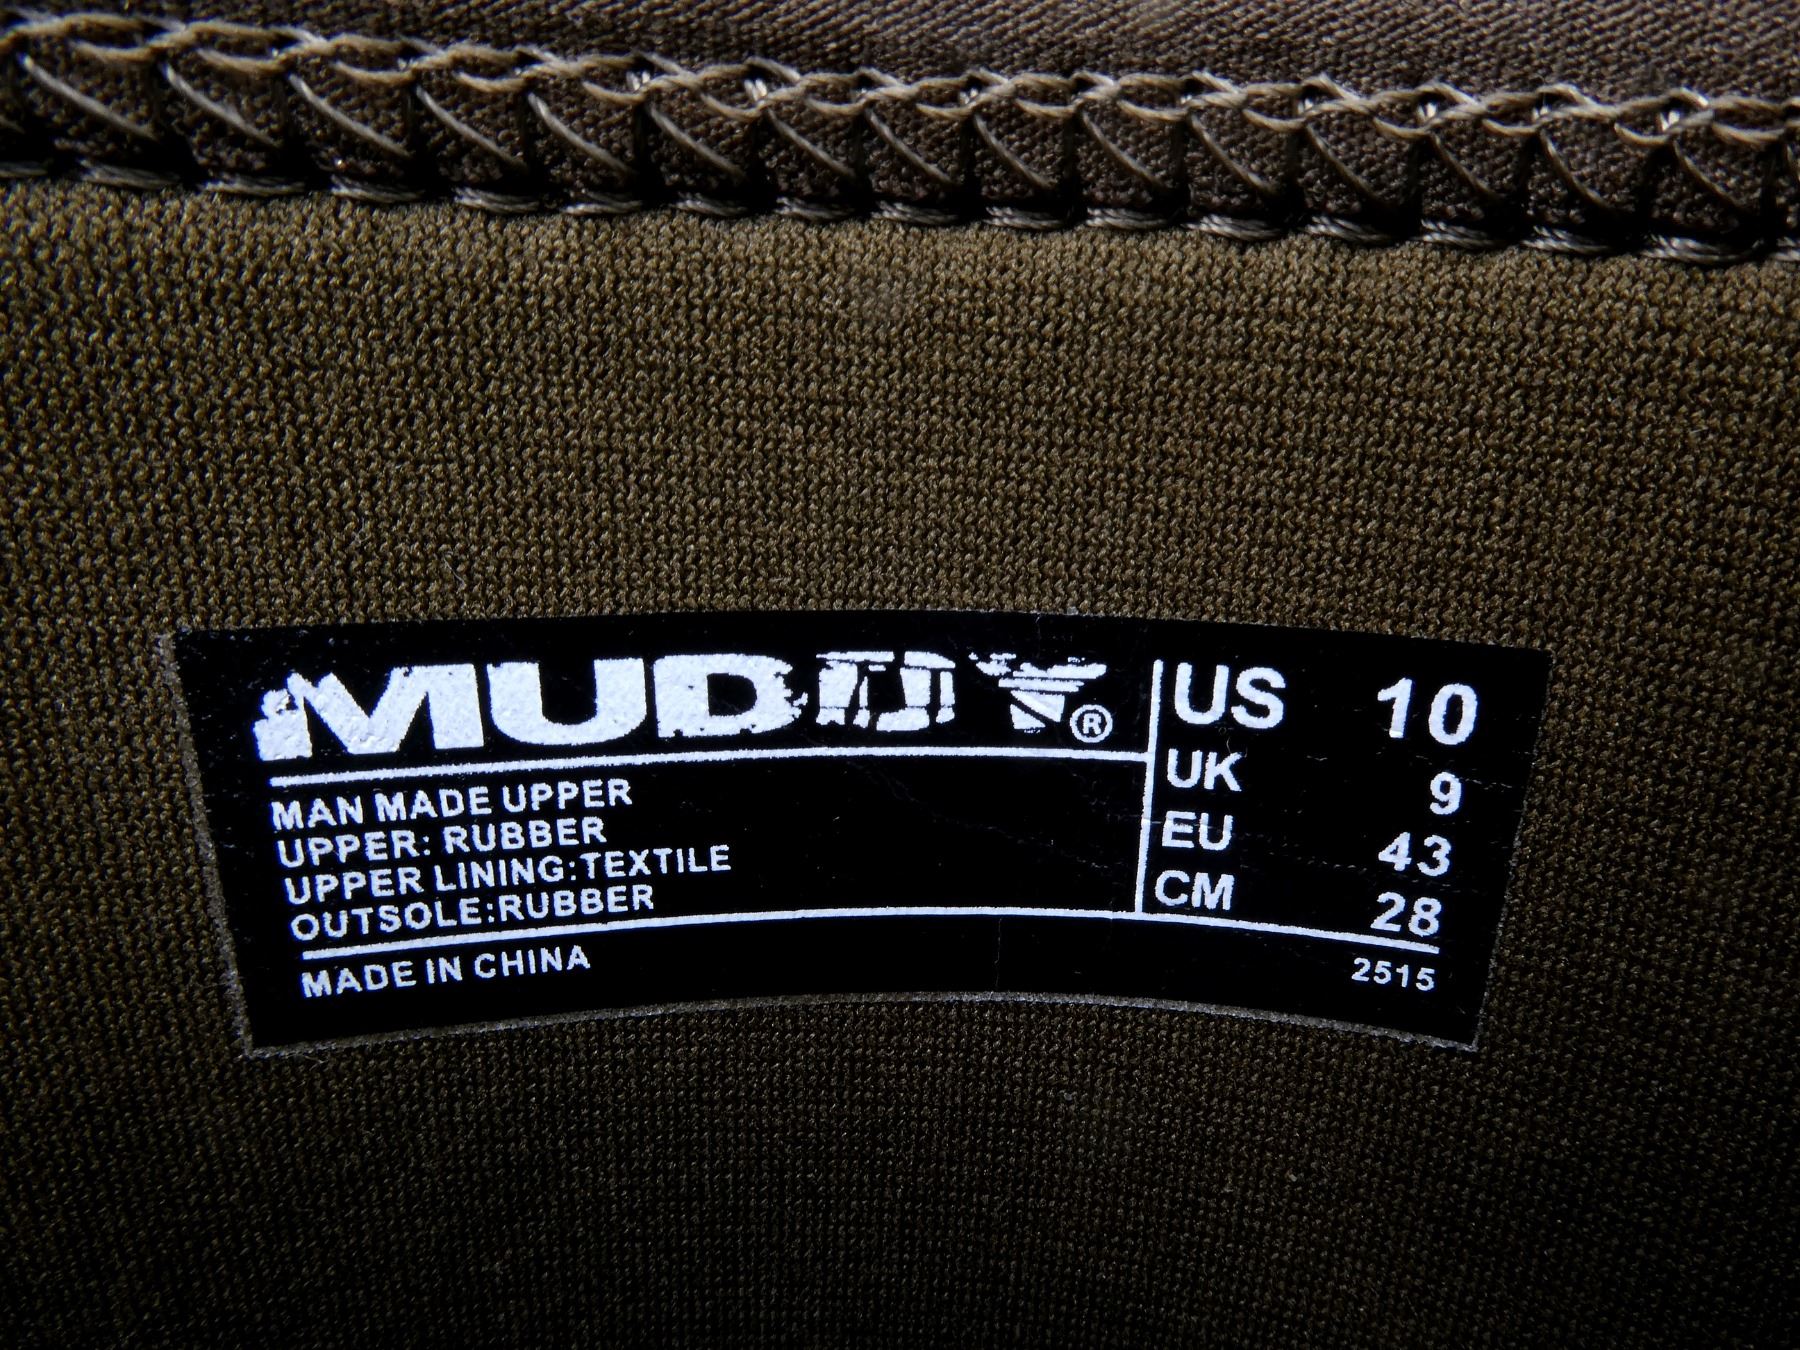 MUDDY®
MAN MADE UPPER
UPPER: RUBBER
UPPER LINING:TEXTILE
OUTSOLE:RUBBER
MADE IN CHINA
US 10
UK 9
EU 43
CM 28
2515